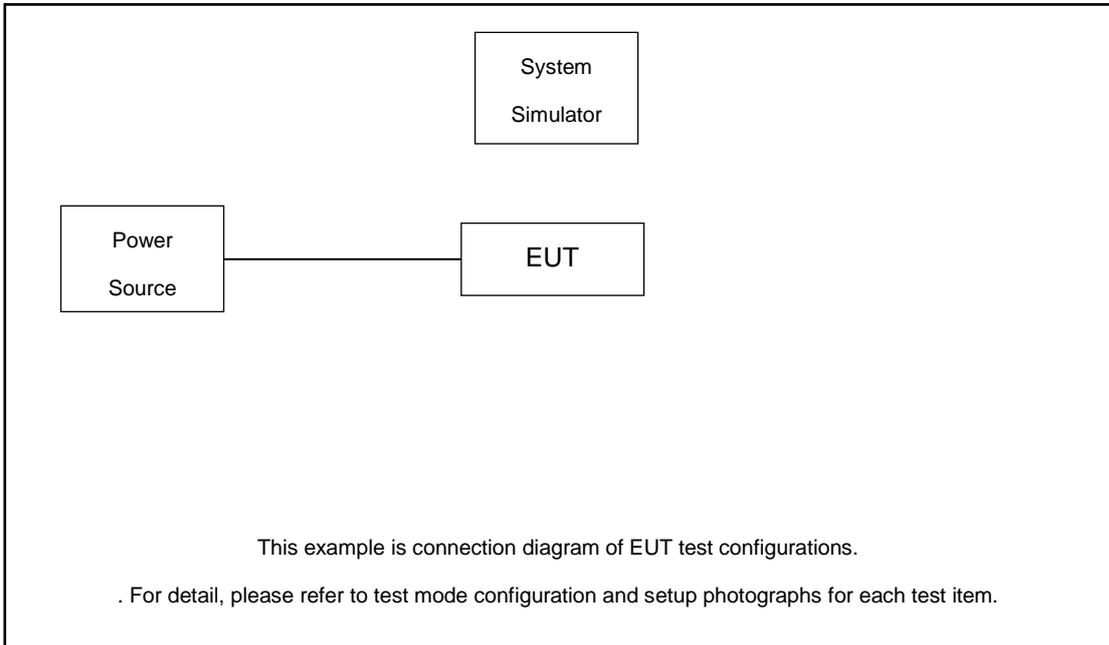 System
Simulator
Power
Source
EUT
This example is connection diagram of EUT test configurations.
. For detail, please refer to test mode configuration and setup photographs for each test item.